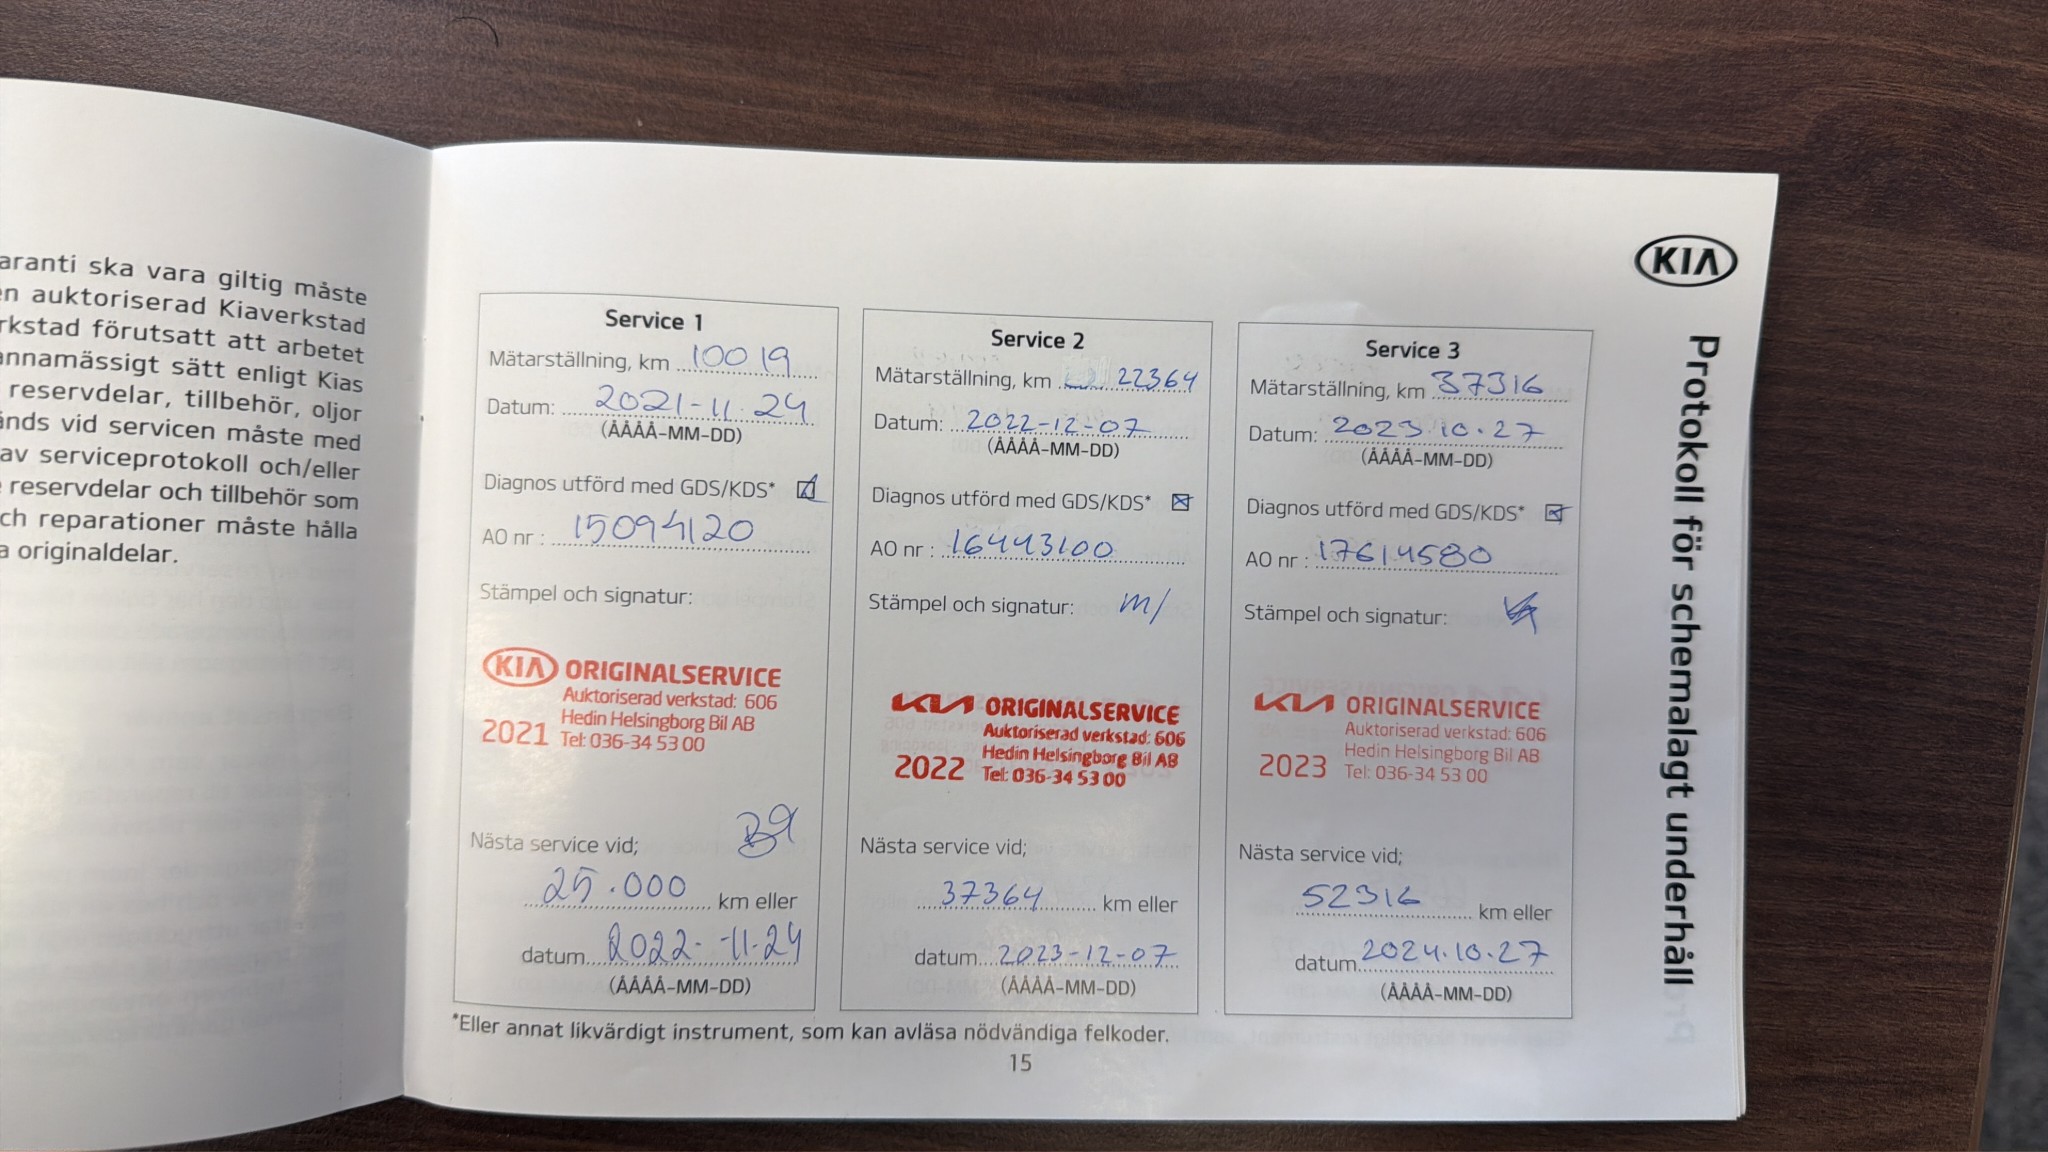 aranti ska vara giltig måste
en auktoriserad Kiaverkstad
rkstad förutsatt att arbetet
annamässigt sätt enligt Kias
reservdelar, tillbehör, oljor
änds vid servicen måste med
av serviceprotokoll och/eller
reservdelar och tillbehör som
ch reparationer måste hålla
a originaldelar.
KIA
Protokoll för schemalagt underhåll
Service 1
Mätarställning, km 10019
Datum: 2021-11-24
(ÅÅÅÅ-MM-DD)
Diagnos utförd med GDS/KDS*
AO nr : 15094120
Stämpel och signatur:
KIA ORIGINALSERVICE
Auktoriserad verkstad: 606
Hedin Helsingborg Bil AB
2021 Tel: 036-34 53 00
Nästa service vid;
25.000 km eller
datum 2022-11-24
(ÅÅÅÅ-MM-DD)
Service 2
Mätarställning, km 22364
Datum: 2022-12-07
(ÅÅÅÅ-MM-DD)
Diagnos utförd med GDS/KDS*
AO nr : 16443100
Stämpel och signatur:
KIA ORIGINALSERVICE
Auktoriserad verkstad: 606
Hedin Helsingborg Bil AB
2022 Tel: 036-34 53 00
Nästa service vid;
37364 km eller
datum 2023-12-07
(ÅÅÅÅ-MM-DD)
Service 3
Mätarställning, km 37316
Datum: 2023.10.27
(ÅÅÅÅ-MM-DD)
Diagnos utförd med GDS/KDS*
AO nr : 17614580
Stämpel och signatur:
KIA ORIGINALSERVICE
Auktoriserad verkstad: 606
Hedin Helsingborg Bil AB
2023 Tel: 036-34 53 00
Nästa service vid;
52316 km eller
datum 2024.10.27
(ÅÅÅÅ-MM-DD)
*Eller annat likvärdigt instrument, som kan avläsa nödvändiga felkoder.
15